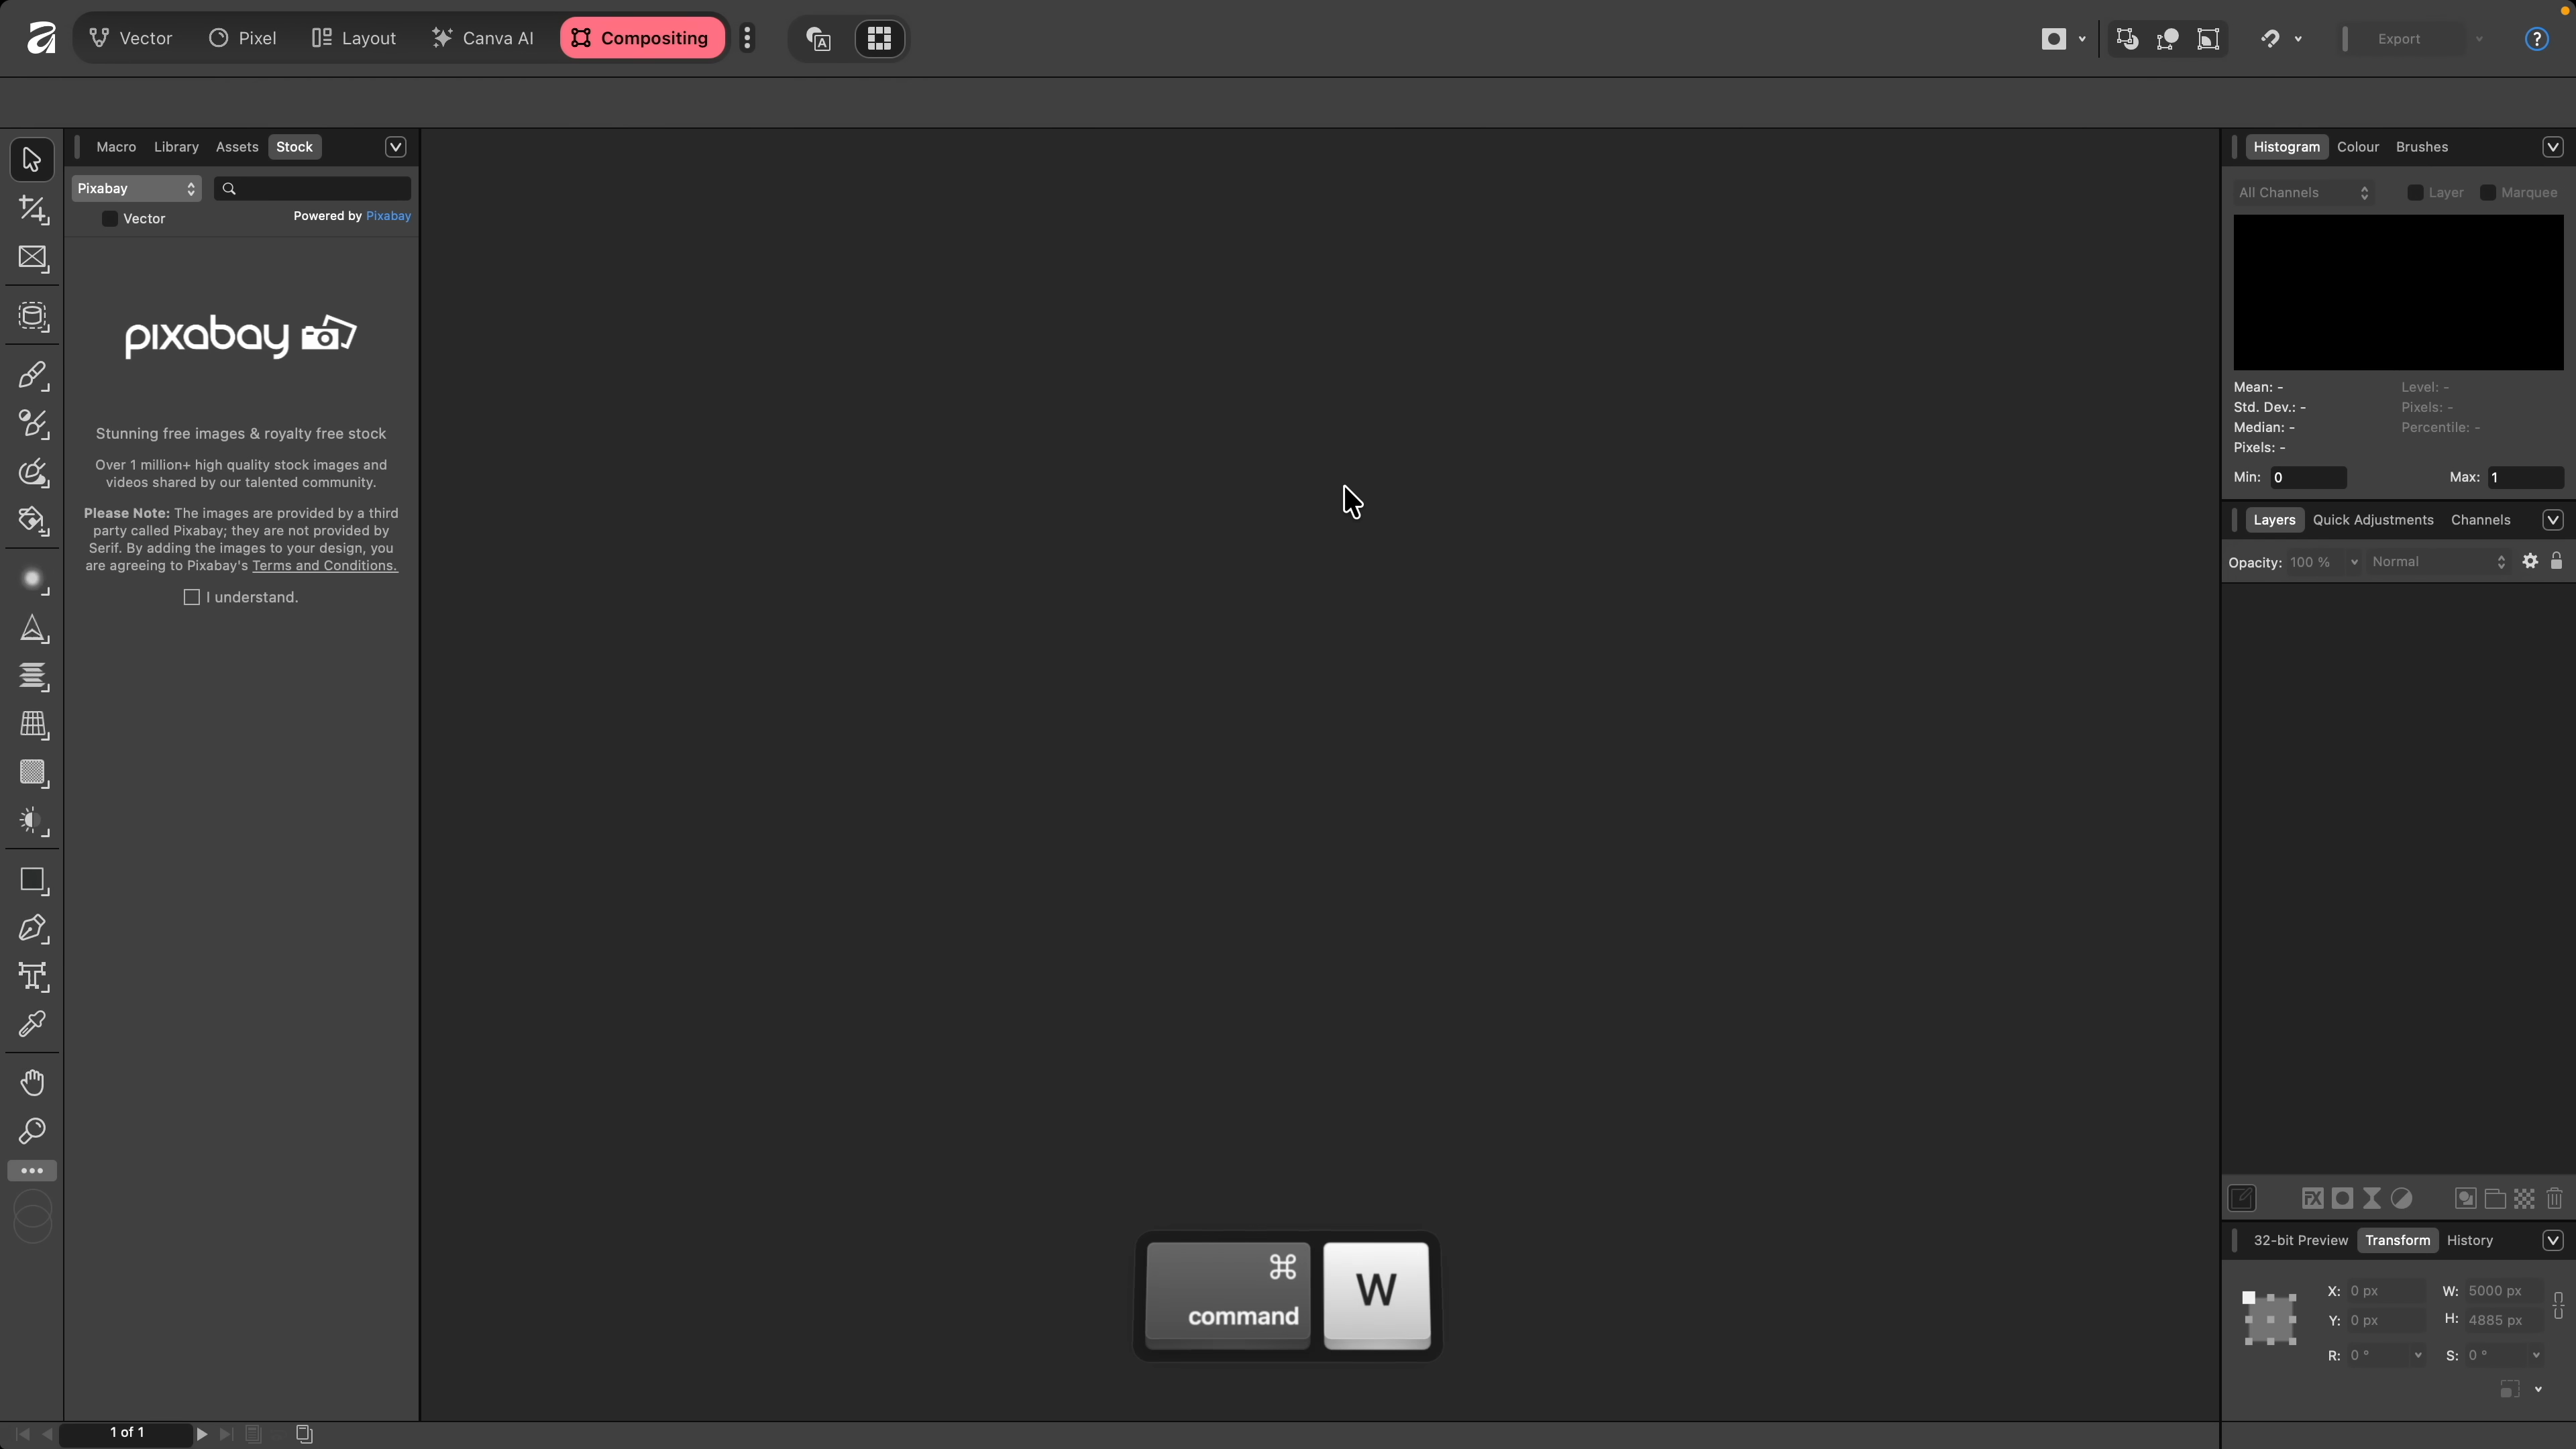 Vector
Pixel
Layout
Canva AI
Compositing
Export
?
Macro
Library
Assets
Stock
Pixabay
Vector
Powered by Pixabay
pixabay
Stunning free images & royalty free stock
Over 1 million+ high quality stock images and
videos shared by our talented community.
Please Note: The images are provided by a third
party called Pixabay; they are not provided by
Serif. By adding the images to your design, you
are agreeing to Pixabay's Terms and Conditions.
I understand.
Histogram
Colour
Brushes
All Channels
Layer
Marquee
Mean: -
Level: -
Std. Dev.: -
Pixels: -
Median: -
Percentile: -
Pixels: -
Min: 0
Max: 1
Layers
Quick Adjustments
Channels
Opacity: 100 %
Normal
FX
32-bit Preview
Transform
History
X: 0 px
W: 5000 px
Y: 0 px
H: 4885 px
R: 0 °
S: 0 °
⌘
command
W
1 of 1